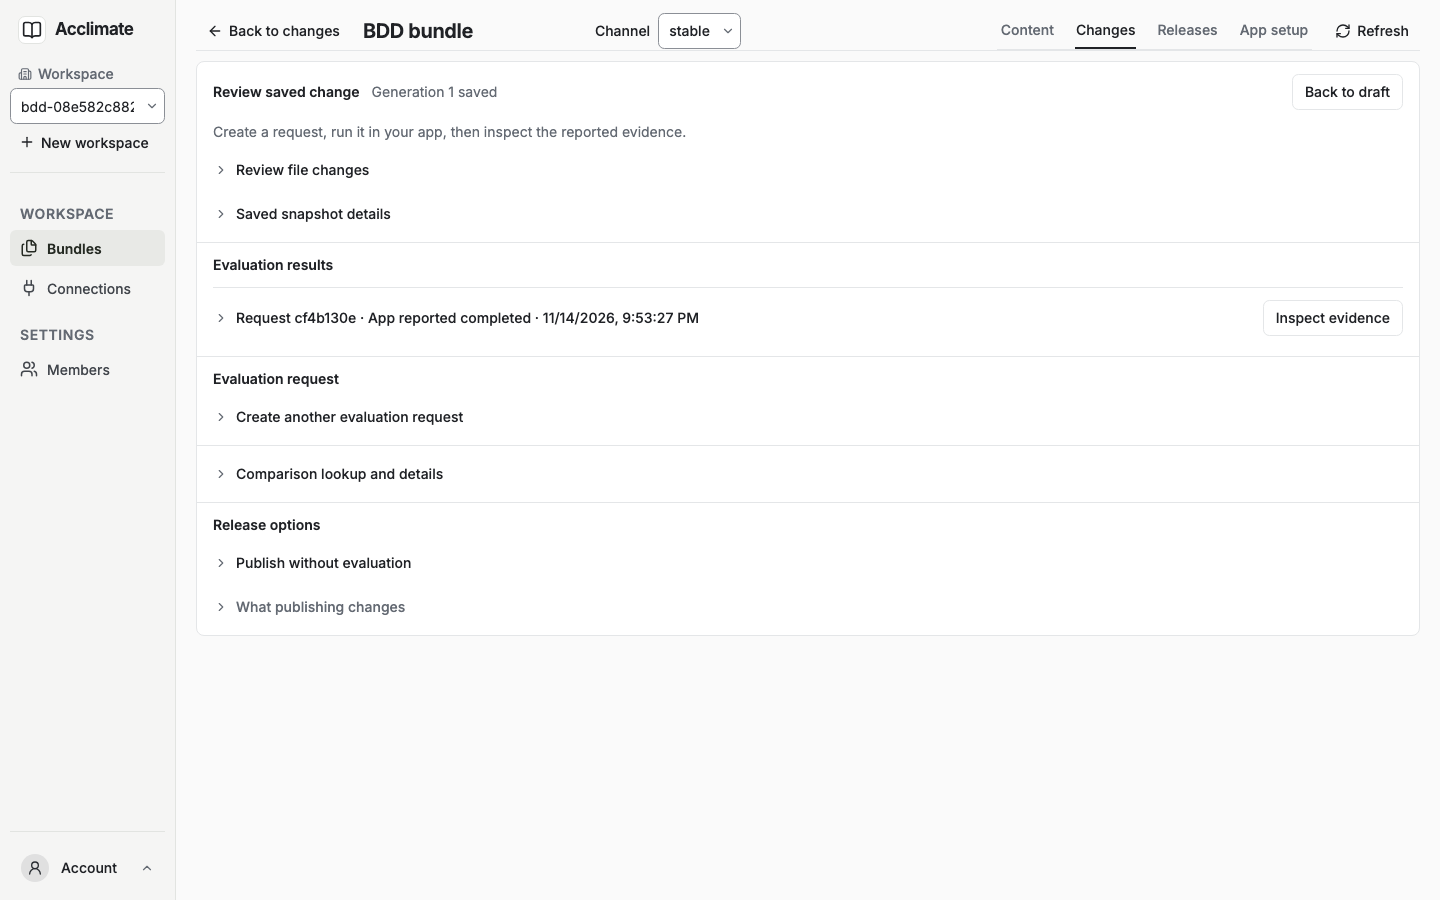 Acclimate
Workspace
bdd-08e582c882
New workspace
WORKSPACE
Bundles
Connections
SETTINGS
Members
Account
Back to changes
BDD bundle
Channel
stable
Content
Changes
Releases
App setup
Refresh
Review saved change
Generation 1 saved
Back to draft
Create a request, run it in your app, then inspect the reported evidence.
Review file changes
Saved snapshot details
Evaluation results
Request cf4b130e · App reported completed · 11/14/2026, 9:53:27 PM
Inspect evidence
Evaluation request
Create another evaluation request
Comparison lookup and details
Release options
Publish without evaluation
What publishing changes